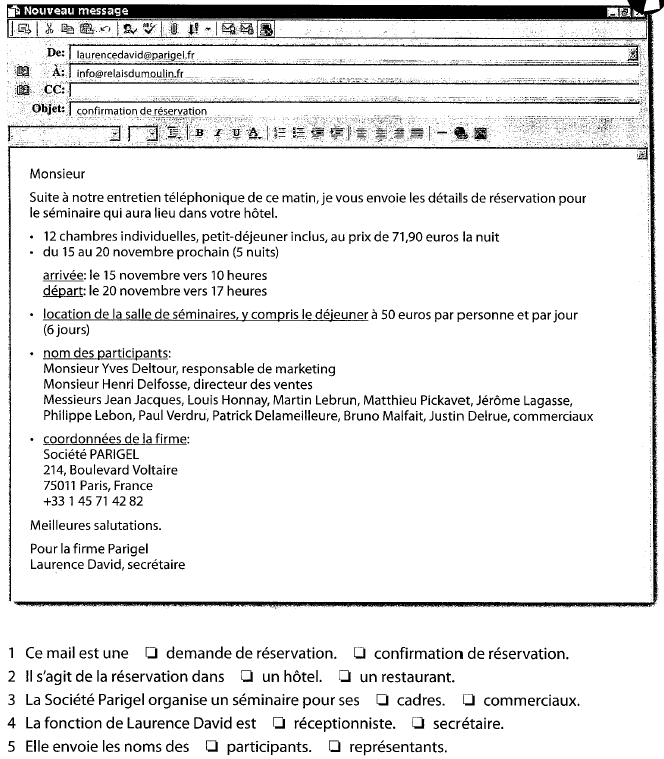 Nouveau message
De: laurencedavid@parigel.fr
À: info@relaisdumoulin.fr
CC:
Objet: confirmation de réservation
B I U A
Monsieur
Suite à notre entretien téléphonique de ce matin, je vous envoie les détails de réservation pour
le séminaire qui aura lieu dans votre hôtel.
• 12 chambres individuelles, petit-déjeuner inclus, au prix de 71,90 euros la nuit
• du 15 au 20 novembre prochain (5 nuits)
arrivée: le 15 novembre vers 10 heures
départ: le 20 novembre vers 17 heures
• location de la salle de séminaires, y compris le déjeuner à 50 euros par personne et par jour
(6 jours)
• nom des participants:
Monsieur Yves Deltour, responsable de marketing
Monsieur Henri Delfosse, directeur des ventes
Messieurs Jean Jacques, Louis Honnay, Martin Lebrun, Matthieu Pickavet, Jérôme Lagasse,
Philippe Lebon, Paul Verdru, Patrick Delameilleure, Bruno Malfait, Justin Delrue, commerciaux
• coordonnées de la firme:
Société PARIGEL
214, Boulevard Voltaire
75011 Paris, France
+33 1 45 71 42 82
Meilleures salutations.
Pour la firme Parigel
Laurence David, secrétaire
1 Ce mail est une ❏ demande de réservation. ❏ confirmation de réservation.
2 Il s'agit de la réservation dans ❏ un hôtel. ❏ un restaurant.
3 La Société Parigel organise un séminaire pour ses ❏ cadres. ❏ commerciaux.
4 La fonction de Laurence David est ❏ réceptionniste. ❏ secrétaire.
5 Elle envoie les noms des ❏ participants. ❏ représentants.